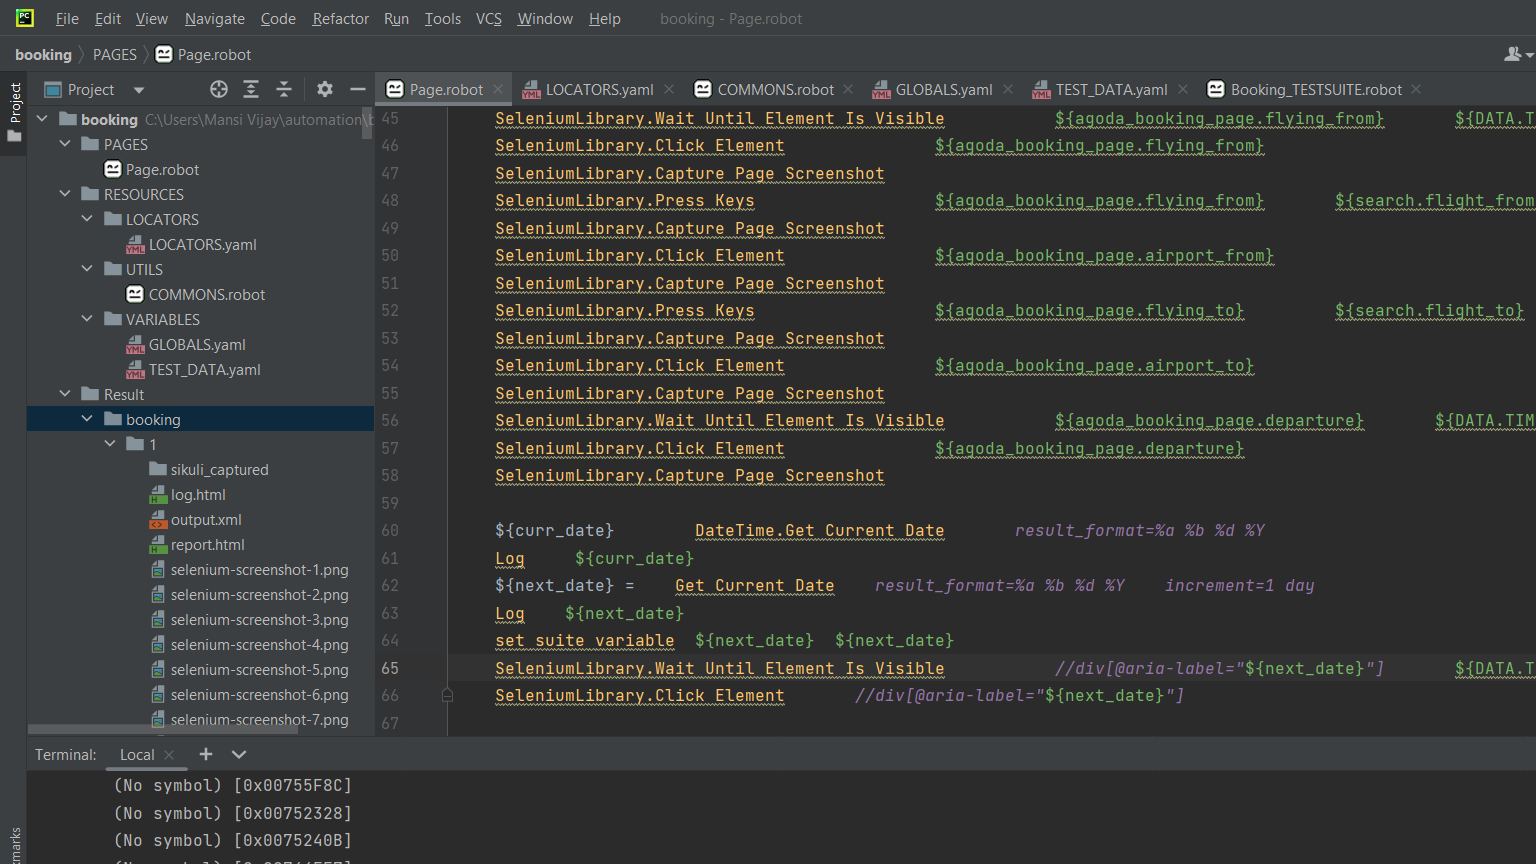 PC
File Edit View Navigate Code Refactor Run Tools VCS Window Help booking - Page.robot
booking PAGES Page.robot
Project
Project
Page.robot LOCATORS.yaml COMMONS.robot GLOBALS.yaml TEST_DATA.yaml Booking_TESTSUITE.robot
booking C:\Users\Mansi Vijay\automation\b
PAGES
Page.robot
RESOURCES
LOCATORS
LOCATORS.yaml
UTILS
COMMONS.robot
VARIABLES
GLOBALS.yaml
TEST_DATA.yaml
Result
booking
1
sikuli_captured
log.html
output.xml
report.html
selenium-screenshot-1.png
selenium-screenshot-2.png
selenium-screenshot-3.png
selenium-screenshot-4.png
selenium-screenshot-5.png
selenium-screenshot-6.png
selenium-screenshot-7.png
45 SeleniumLibrary.Wait Until Element Is Visible ${agoda_booking_page.flying_from} ${DATA.T
46 SeleniumLibrary.Click Element ${agoda_booking_page.flying_from}
47 SeleniumLibrary.Capture Page Screenshot
48 SeleniumLibrary.Press Keys ${agoda_booking_page.flying_from} ${search.flight_from
49 SeleniumLibrary.Capture Page Screenshot
50 SeleniumLibrary.Click Element ${agoda_booking_page.airport_from}
51 SeleniumLibrary.Capture Page Screenshot
52 SeleniumLibrary.Press Keys ${agoda_booking_page.flying_to} ${search.flight_to}
53 SeleniumLibrary.Capture Page Screenshot
54 SeleniumLibrary.Click Element ${agoda_booking_page.airport_to}
55 SeleniumLibrary.Capture Page Screenshot
56 SeleniumLibrary.Wait Until Element Is Visible ${agoda_booking_page.departure} ${DATA.TIM
57 SeleniumLibrary.Click Element ${agoda_booking_page.departure}
58 SeleniumLibrary.Capture Page Screenshot
59
60 ${curr_date} DateTime.Get Current Date result_format=%a %b %d %Y
61 Log ${curr_date}
62 ${next_date} = Get Current Date result_format=%a %b %d %Y increment=1 day
63 Log ${next_date}
64 set suite variable ${next_date} ${next_date}
65 SeleniumLibrary.Wait Until Element Is Visible //div[@aria-label="${next_date}"] ${DATA.T
66 SeleniumLibrary.Click Element //div[@aria-label="${next_date}"]
67
Terminal: Local
(No symbol) [0x00755F8C]
(No symbol) [0x00752328]
(No symbol) [0x0075240B]